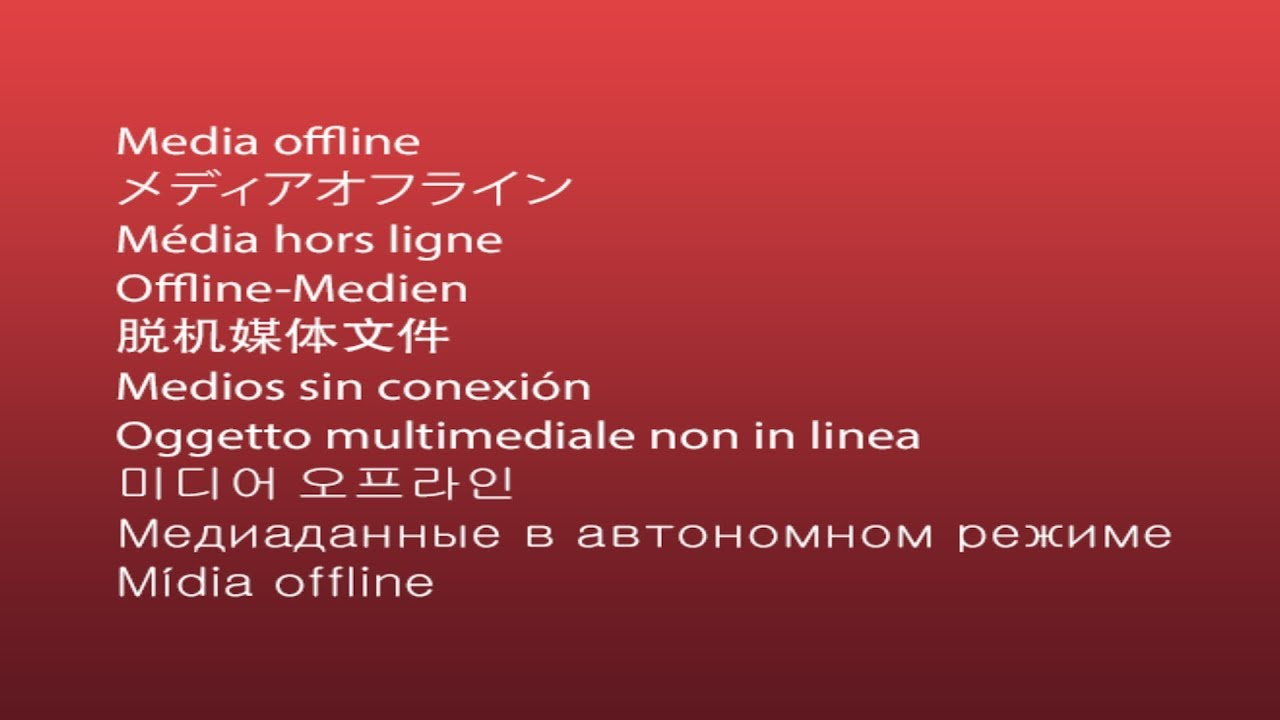 Media offline
メディアオフライン
Média hors ligne
Offline-Medien
脱机媒体文件
Medios sin conexión
Oggetto multimediale non in linea
미디어 오프라인
Медиаданные в автономном режиме
Mídia offline